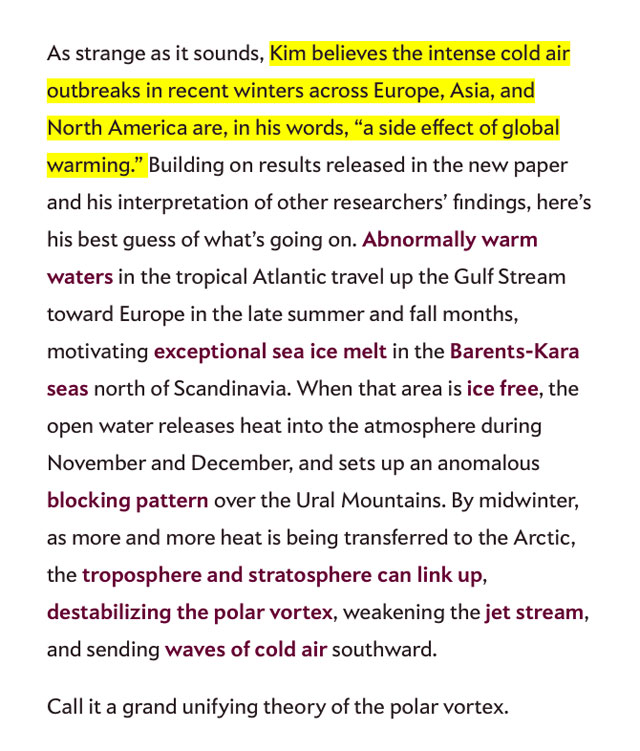 As strange as it sounds, Kim believes the intense cold air
outbreaks in recent winters across Europe, Asia, and
North America are, in his words, “a side effect of global
warming.” Building on results released in the new paper
and his interpretation of other researchers’ findings, here’s
his best guess of what’s going on. Abnormally warm
waters in the tropical Atlantic travel up the Gulf Stream
toward Europe in the late summer and fall months,
motivating exceptional sea ice melt in the Barents-Kara
seas north of Scandinavia. When that area is ice free, the
open water releases heat into the atmosphere during
November and December, and sets up an anomalous
blocking pattern over the Ural Mountains. By midwinter,
as more and more heat is being transferred to the Arctic,
the troposphere and stratosphere can link up,
destabilizing the polar vortex, weakening the jet stream,
and sending waves of cold air southward.
Call it a grand unifying theory of the polar vortex.